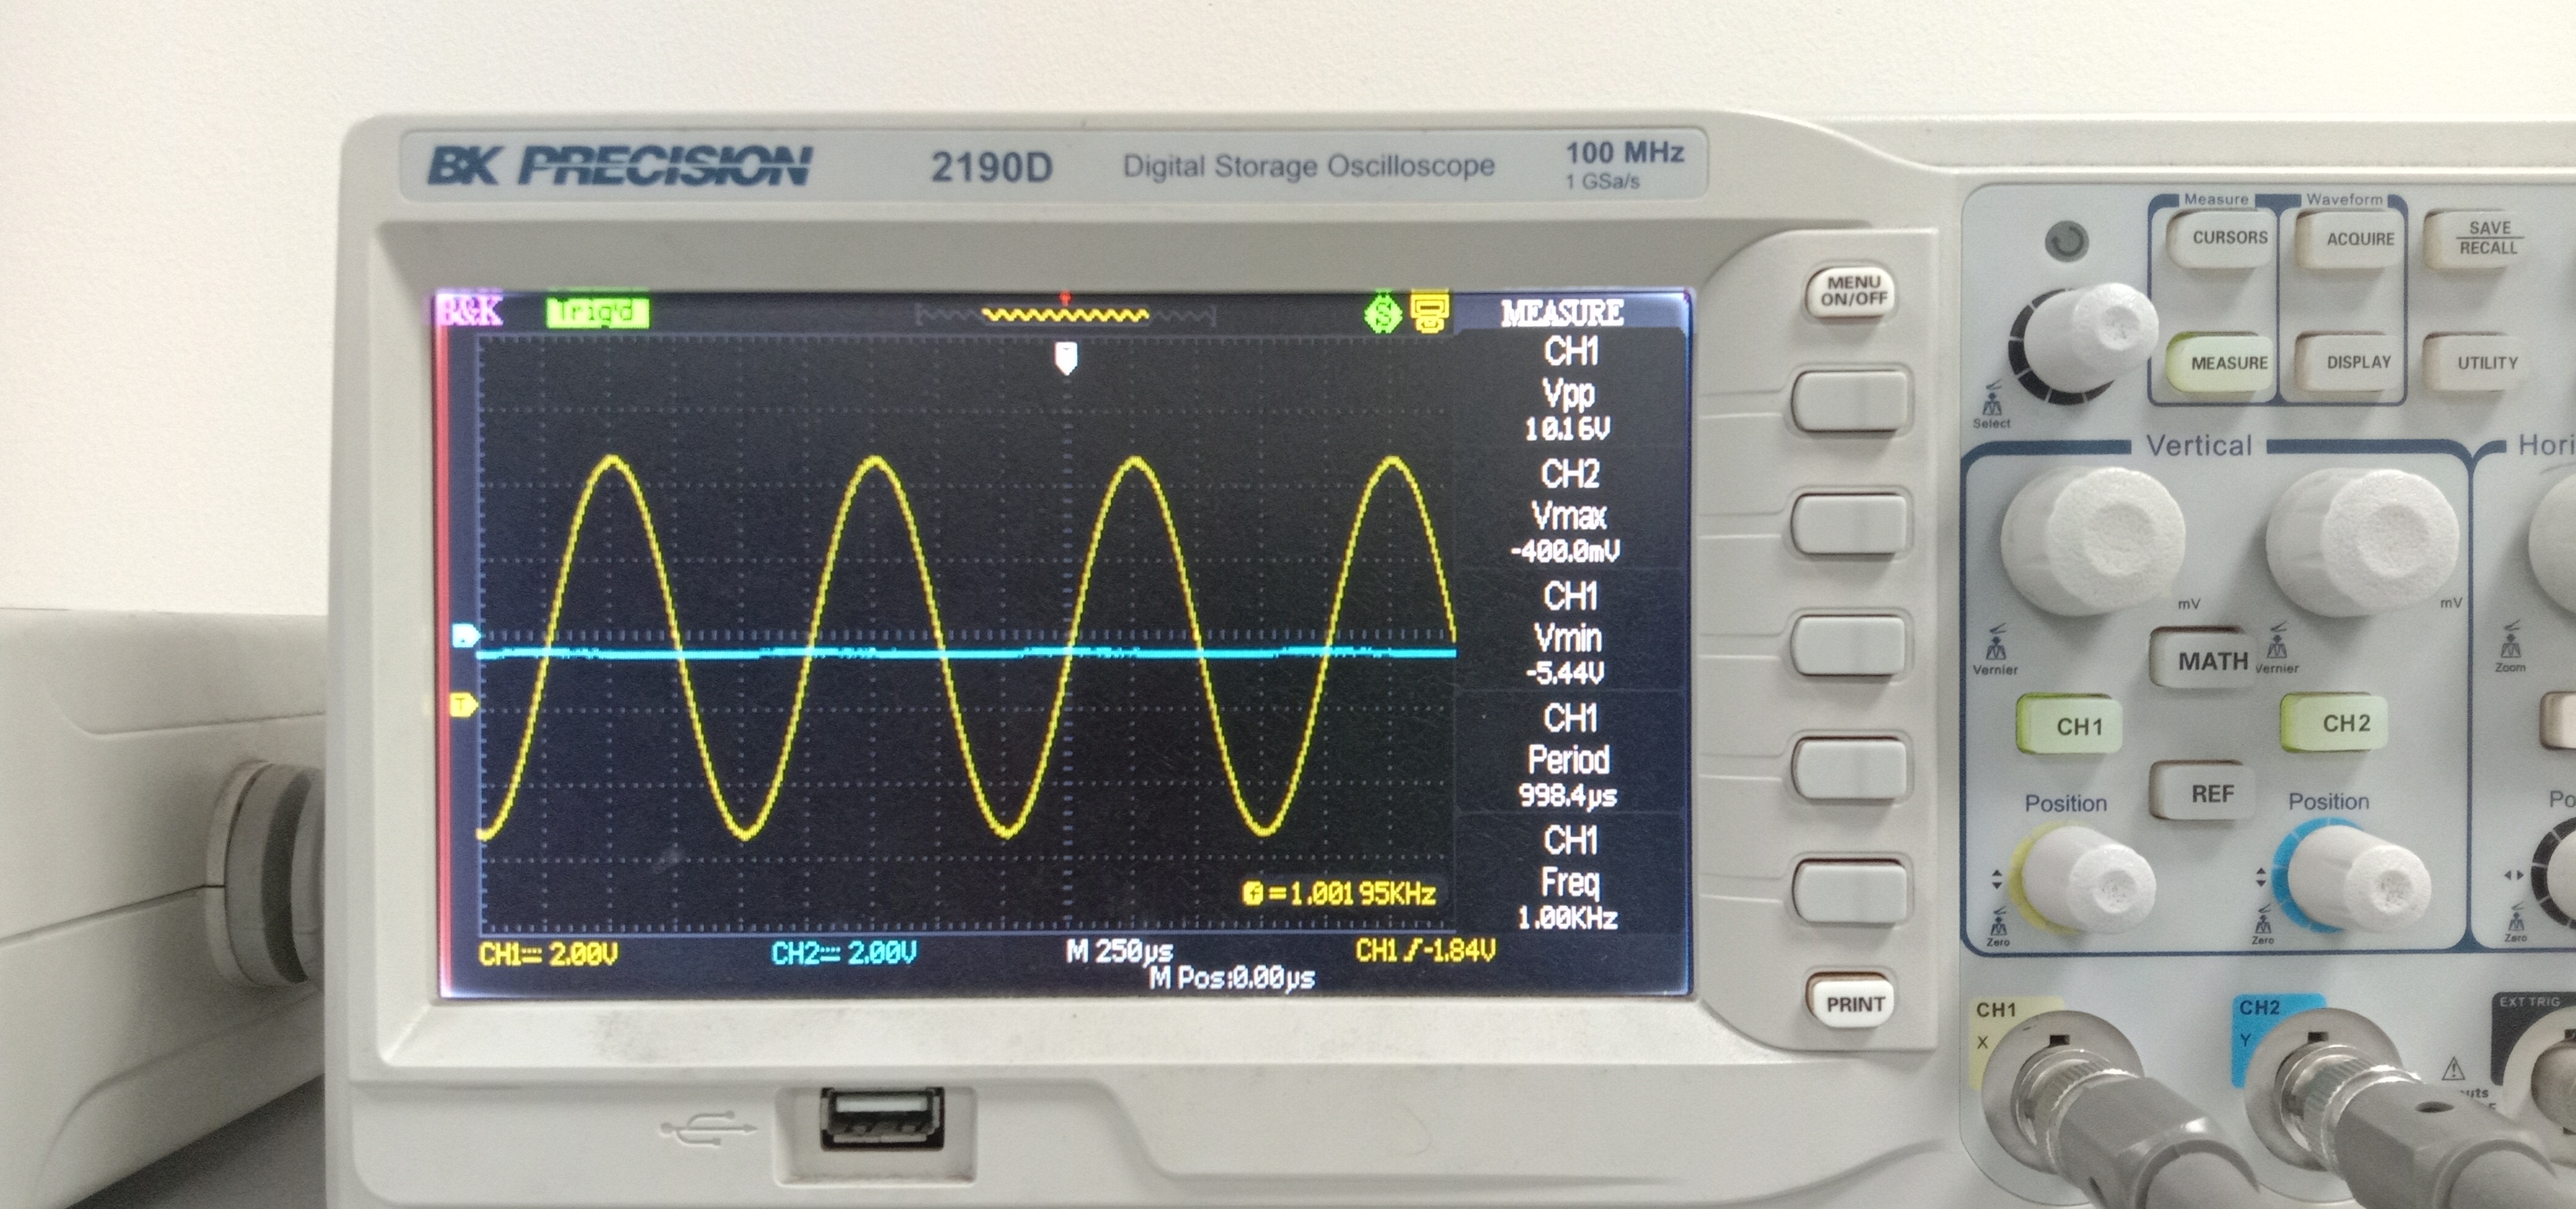 BK PRECISION 2190D Digital Storage Oscilloscope 100 MHz
1 GSa/s
B&K Trig'd
MEASURE
CH1
Vpp
10.16V
CH2
Vmax
-400.0mV
CH1
Vmin
-5.44V
CH1
Period
998.4µs
CH1
Freq
1.00KHz
T
=1.00195KHz
CH1 2.00V CH2 2.00V M 250µs CH1 -1.84V
M Pos:0.00µs
MENU
ON/OFF
PRINT
Measure Waveform
CURSORS ACQUIRE SAVE
RECALL
MEASURE DISPLAY UTILITY
Select
Vertical
mV mV
Vernier MATH Vernier Zoom
CH1 CH2
REF
Position Position
Zero Zero Zero
CH1 CH2 EXT TRIG
X Y